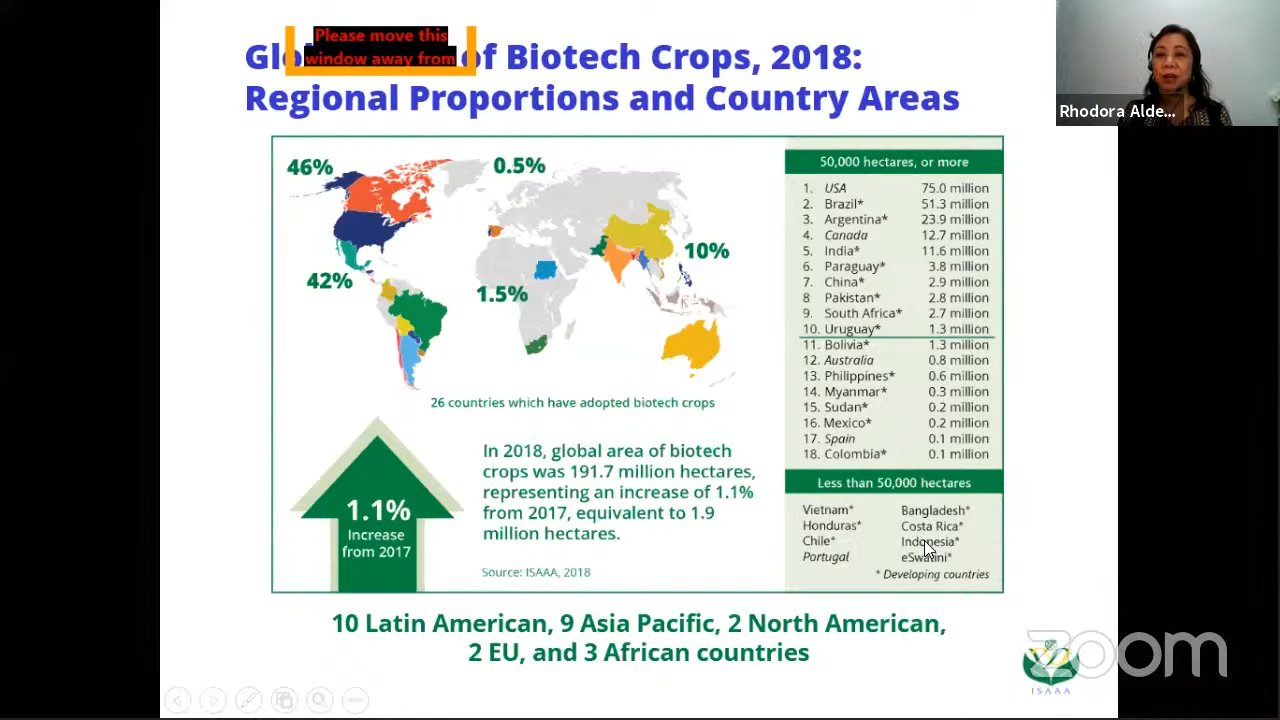 Please move this
window away from
Glo of Biotech Crops, 2018:
Regional Proportions and Country Areas
Rhodora Alde...
46%
0.5%
10%
42%
1.5%
26 countries which have adopted biotech crops
1.1%
Increase
from 2017
In 2018, global area of biotech
crops was 191.7 million hectares,
representing an increase of 1.1%
from 2017, equivalent to 1.9
million hectares.
Source: ISAAA, 2018
50,000 hectares, or more
1. USA 75.0 million
2. Brazil* 51.3 million
3. Argentina* 23.9 million
4. Canada 12.7 million
5. India* 11.6 million
6. Paraguay* 3.8 million
7. China* 2.9 million
8 Pakistan* 2.8 million
9. South Africa* 2.7 million
10. Uruguay* 1.3 million
11. Bolivia* 1.3 million
12. Australia 0.8 million
13. Philippines* 0.6 million
14. Myanmar* 0.3 million
15. Sudan* 0.2 million
16. Mexico* 0.2 million
17. Spain 0.1 million
18. Colombia* 0.1 million
Less than 50,000 hectares
Vietnam* Bangladesh*
Honduras* Costa Rica*
Chile* Indonesia*
Portugal eSwatini*
* Developing countries
10 Latin American, 9 Asia Pacific, 2 North American,
2 EU, and 3 African countries
ISAAA
zoom